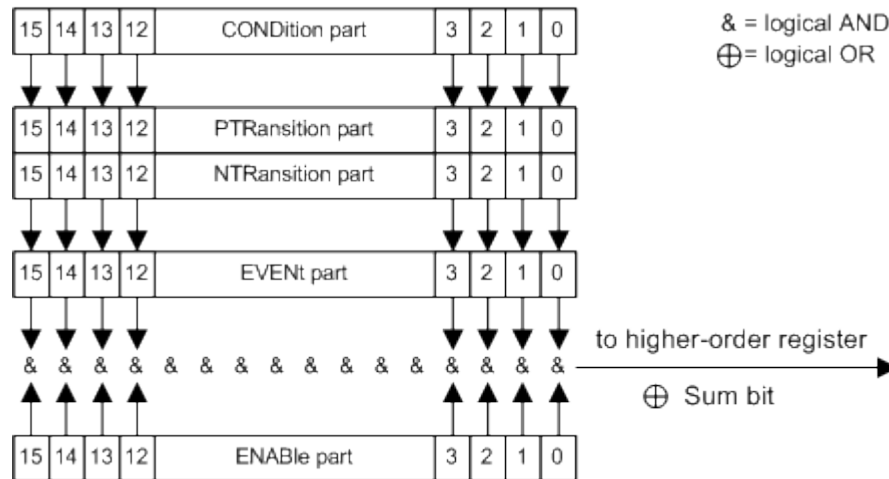 15 14 13 12 CONDition part 3 2 1 0
& = logical AND
⊕ = logical OR
15 14 13 12 PTRansition part 3 2 1 0
15 14 13 12 NTRansition part 3 2 1 0
15 14 13 12 EVENt part 3 2 1 0
to higher-order register
& & & & & & & & & & & & & & & &
⊕ Sum bit
15 14 13 12 ENABle part 3 2 1 0